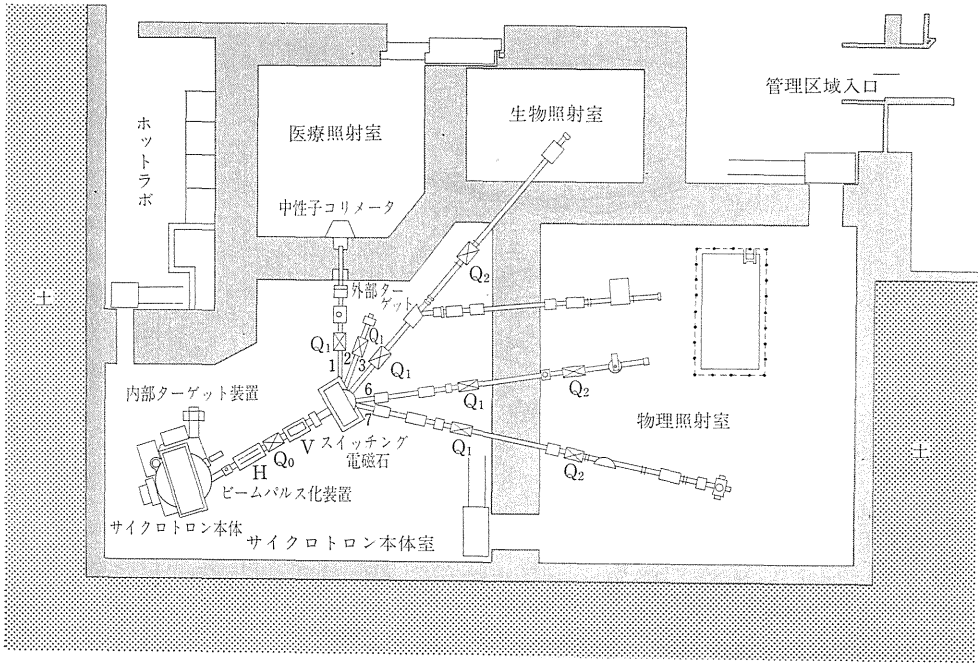 管理区域入口
生物照射室
医療照射室
ホットラボ
中性子コリメータ
Q₂
土
外部ター
ゲット
Q₁
Q₁
1
2
3
Q₁
6
7
Q₁
Q₂
内部ターゲット装置
物理照射室
土
Q₁
Q₂
V
スイッチング
電磁石
Q₀
H
ビームパルス化装置
サイクロトロン本体
サイクロトロン本体室